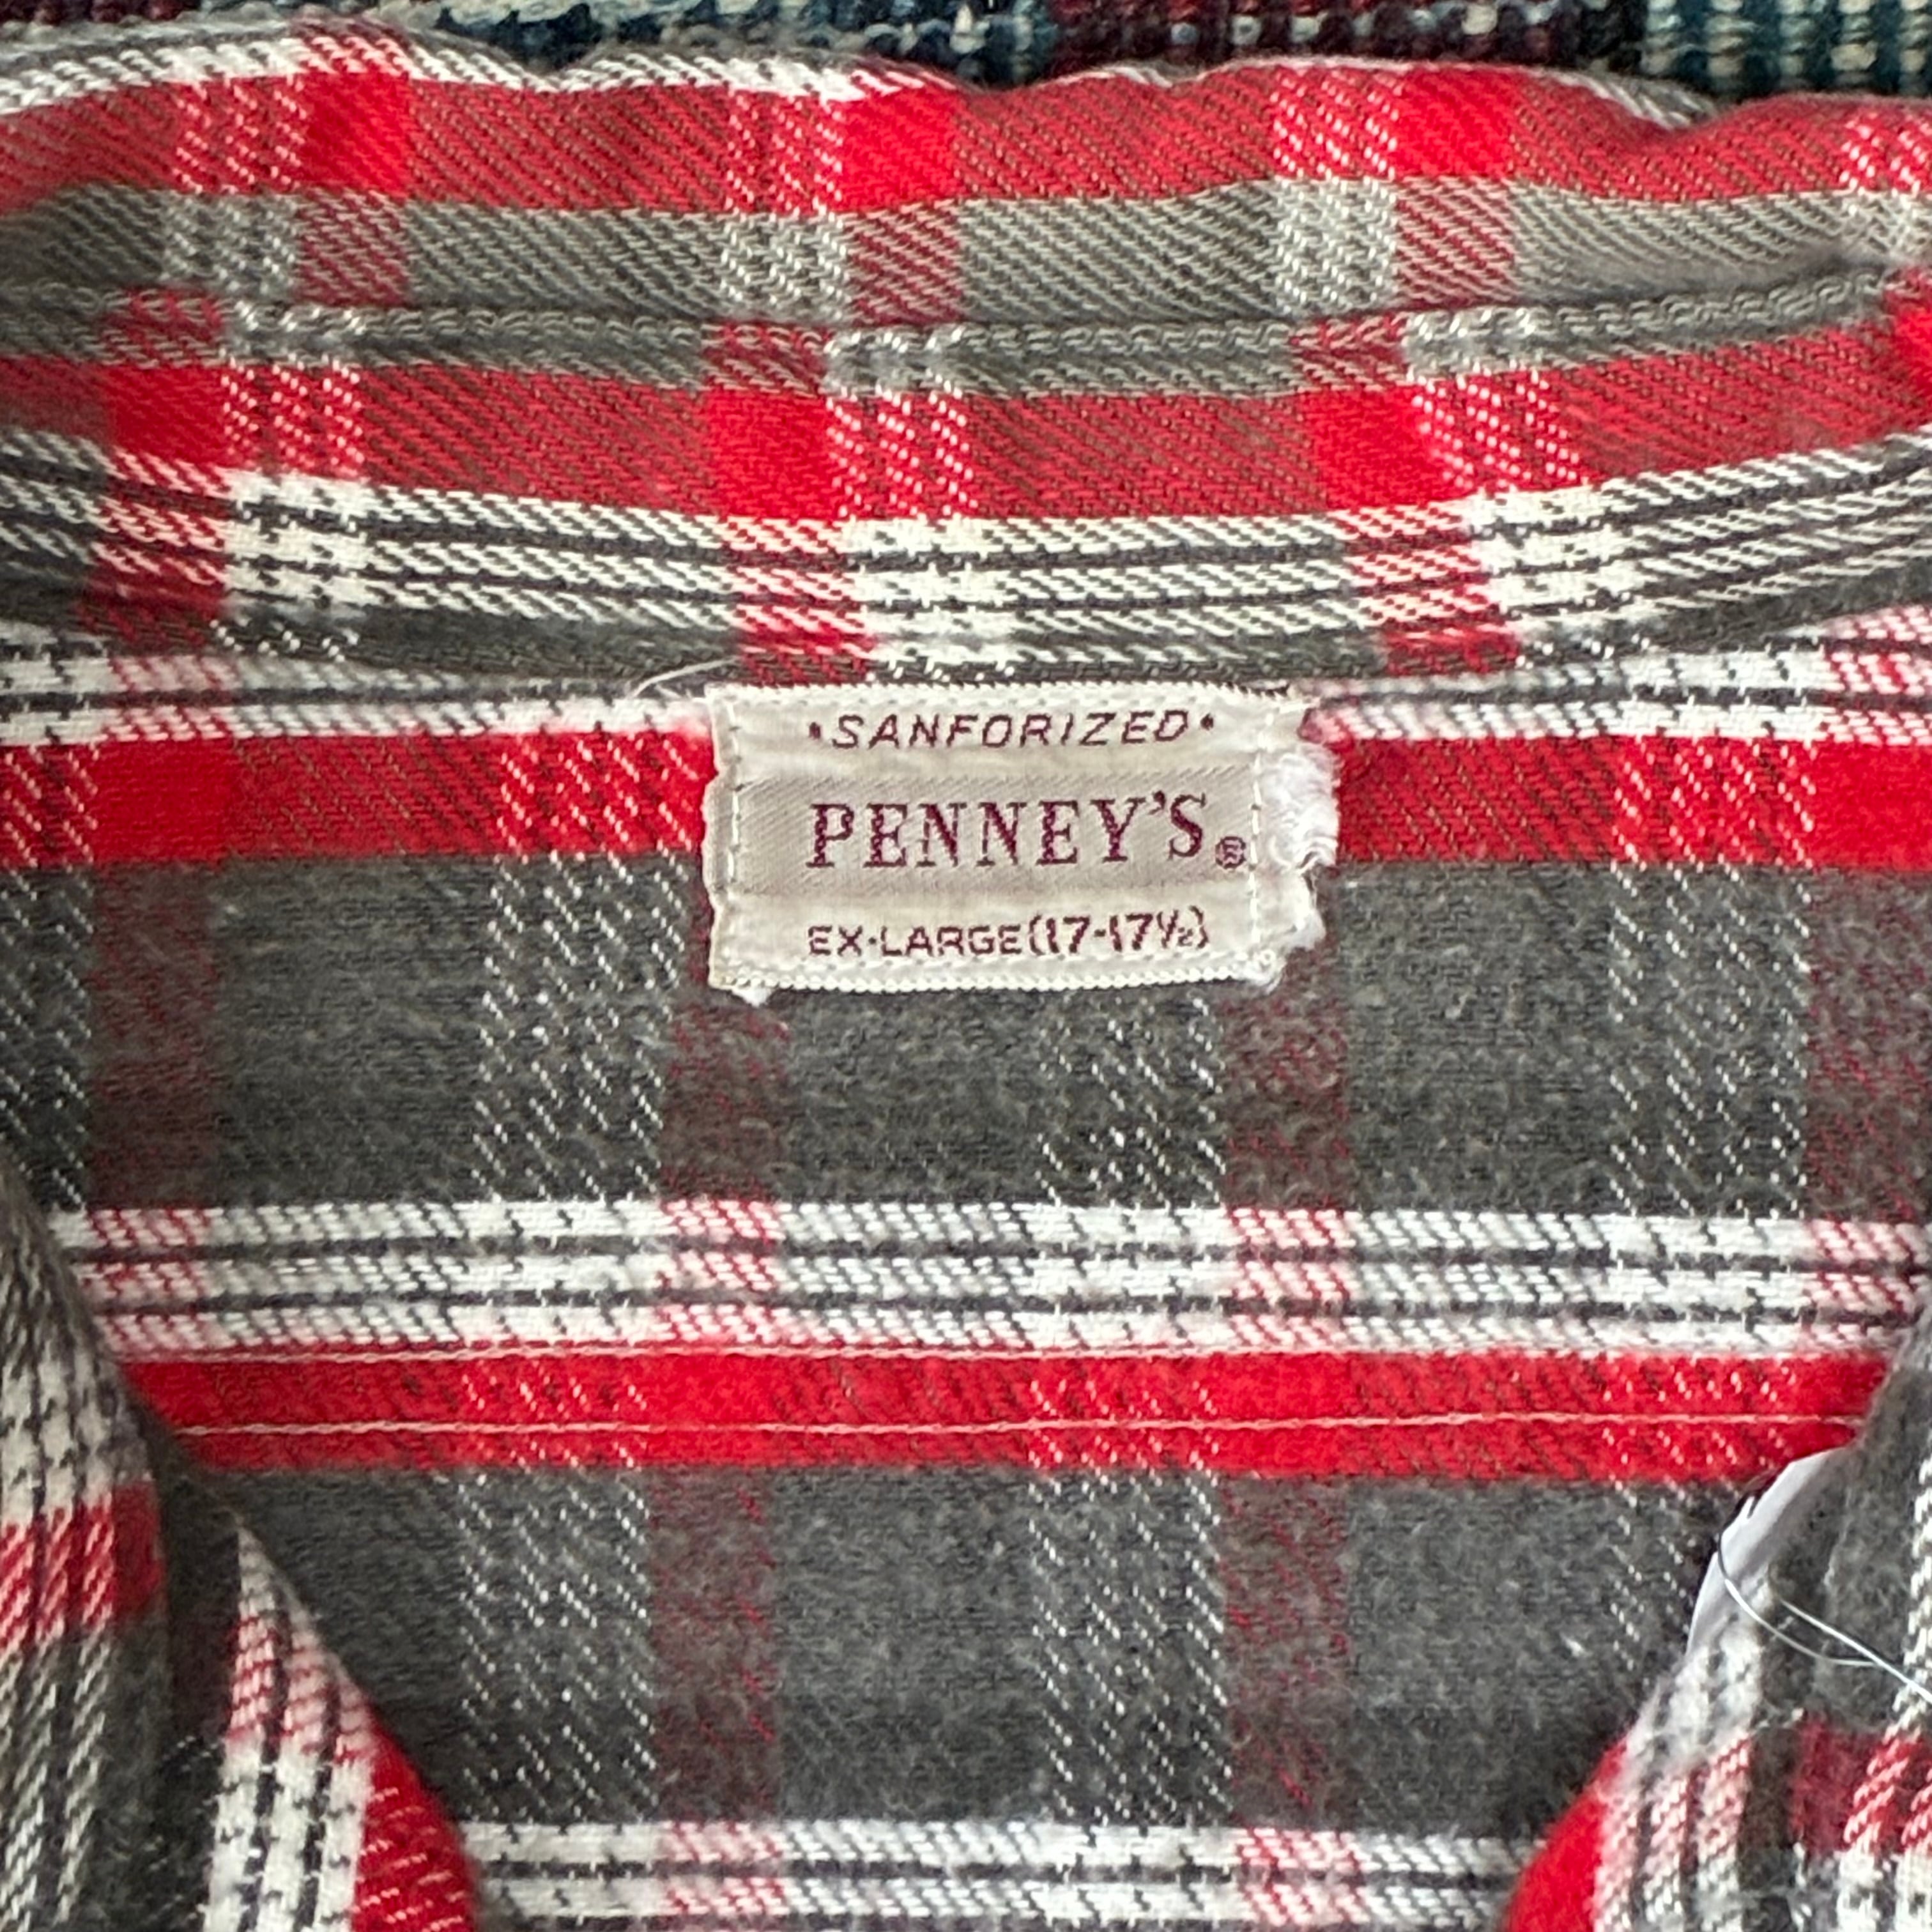 •SANFORIZED•
PENNEY'S®
EX-LARGE(17-17½)